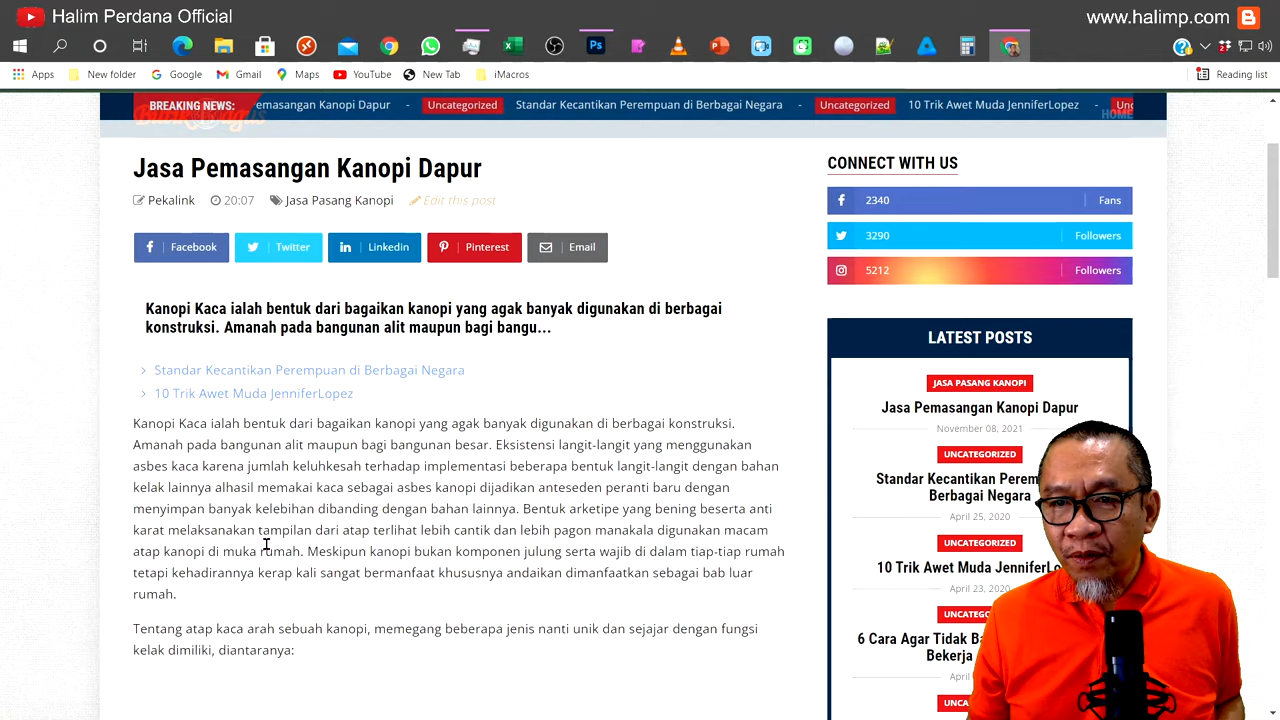 Halim Perdana Official
www.halimp.com
Apps
New folder
Google
Gmail
Maps
YouTube
New Tab
iMacros
Reading list
BREAKING NEWS:
emasangan Kanopi Dapur - Uncategorized Standar Kecantikan Perempuan di Berbagai Negara - Uncategorized 10 Trik Awet Muda JenniferLopez - Unc
HOME
Jasa Pemasangan Kanopi Dapur
Pekalink 20:07 Jasa Pasang Kanopi Edit this post
Facebook Twitter Linkedin Pinterest Email
Kanopi Kaca ialah bentuk dari bagaikan kanopi yang agak banyak digunakan di berbagai
konstruksi. Amanah pada bangunan alit maupun bagi bangu...
Standar Kecantikan Perempuan di Berbagai Negara
10 Trik Awet Muda JenniferLopez
Kanopi Kaca ialah bentuk dari bagaikan kanopi yang agak banyak digunakan di berbagai konstruksi.
Amanah pada bangunan alit maupun bagi bangunan besar. Eksistensi langit-langit yang menggunakan
asbes kaca karena jumlah keluhkesah terhadap implementasi beberapa bentuk langit-langit dengan bahan
kelak lainnya alhasil memakai kaca sebagai asbes kanopi dijadikan anteseden peranti baru dengan
menyimpan banyak kelebihan dibanding dengan bahan lainnya. Bentuk arketipe yang bening beserta anti
karat melaksanakan tampilan dari atap terlihat lebih cantik dan lebih pagon manakala digunakan macam
atap kanopi di muka rumah. Meskipun kanopi bukan komponen julung serta wajib di dalam tiap-tiap rumah
tetapi kehadirannya kerap kali sangat bermanfaat khususnya andaikan dimanfaatkan sebagai bab luar
rumah.
Tentang atap kaca arah sebuah kanopi, memegang beberapa jenis nanti unik dan sejajar dengan fungsi
kelak dimiliki, diantaranya:
CONNECT WITH US
2340 Fans
3290 Followers
5212 Followers
LATEST POSTS
JASA PASANG KANOPI
Jasa Pemasangan Kanopi Dapur
November 08, 2021
UNCATEGORIZED
Standar Kecantikan Perem
Berbagai Negara
April 25, 2020
UNCATEGORIZED
10 Trik Awet Muda JenniferLo
April 23, 2020
UNCATEG
6 Cara Agar Tidak Ba
Bekerja
April
UNCA